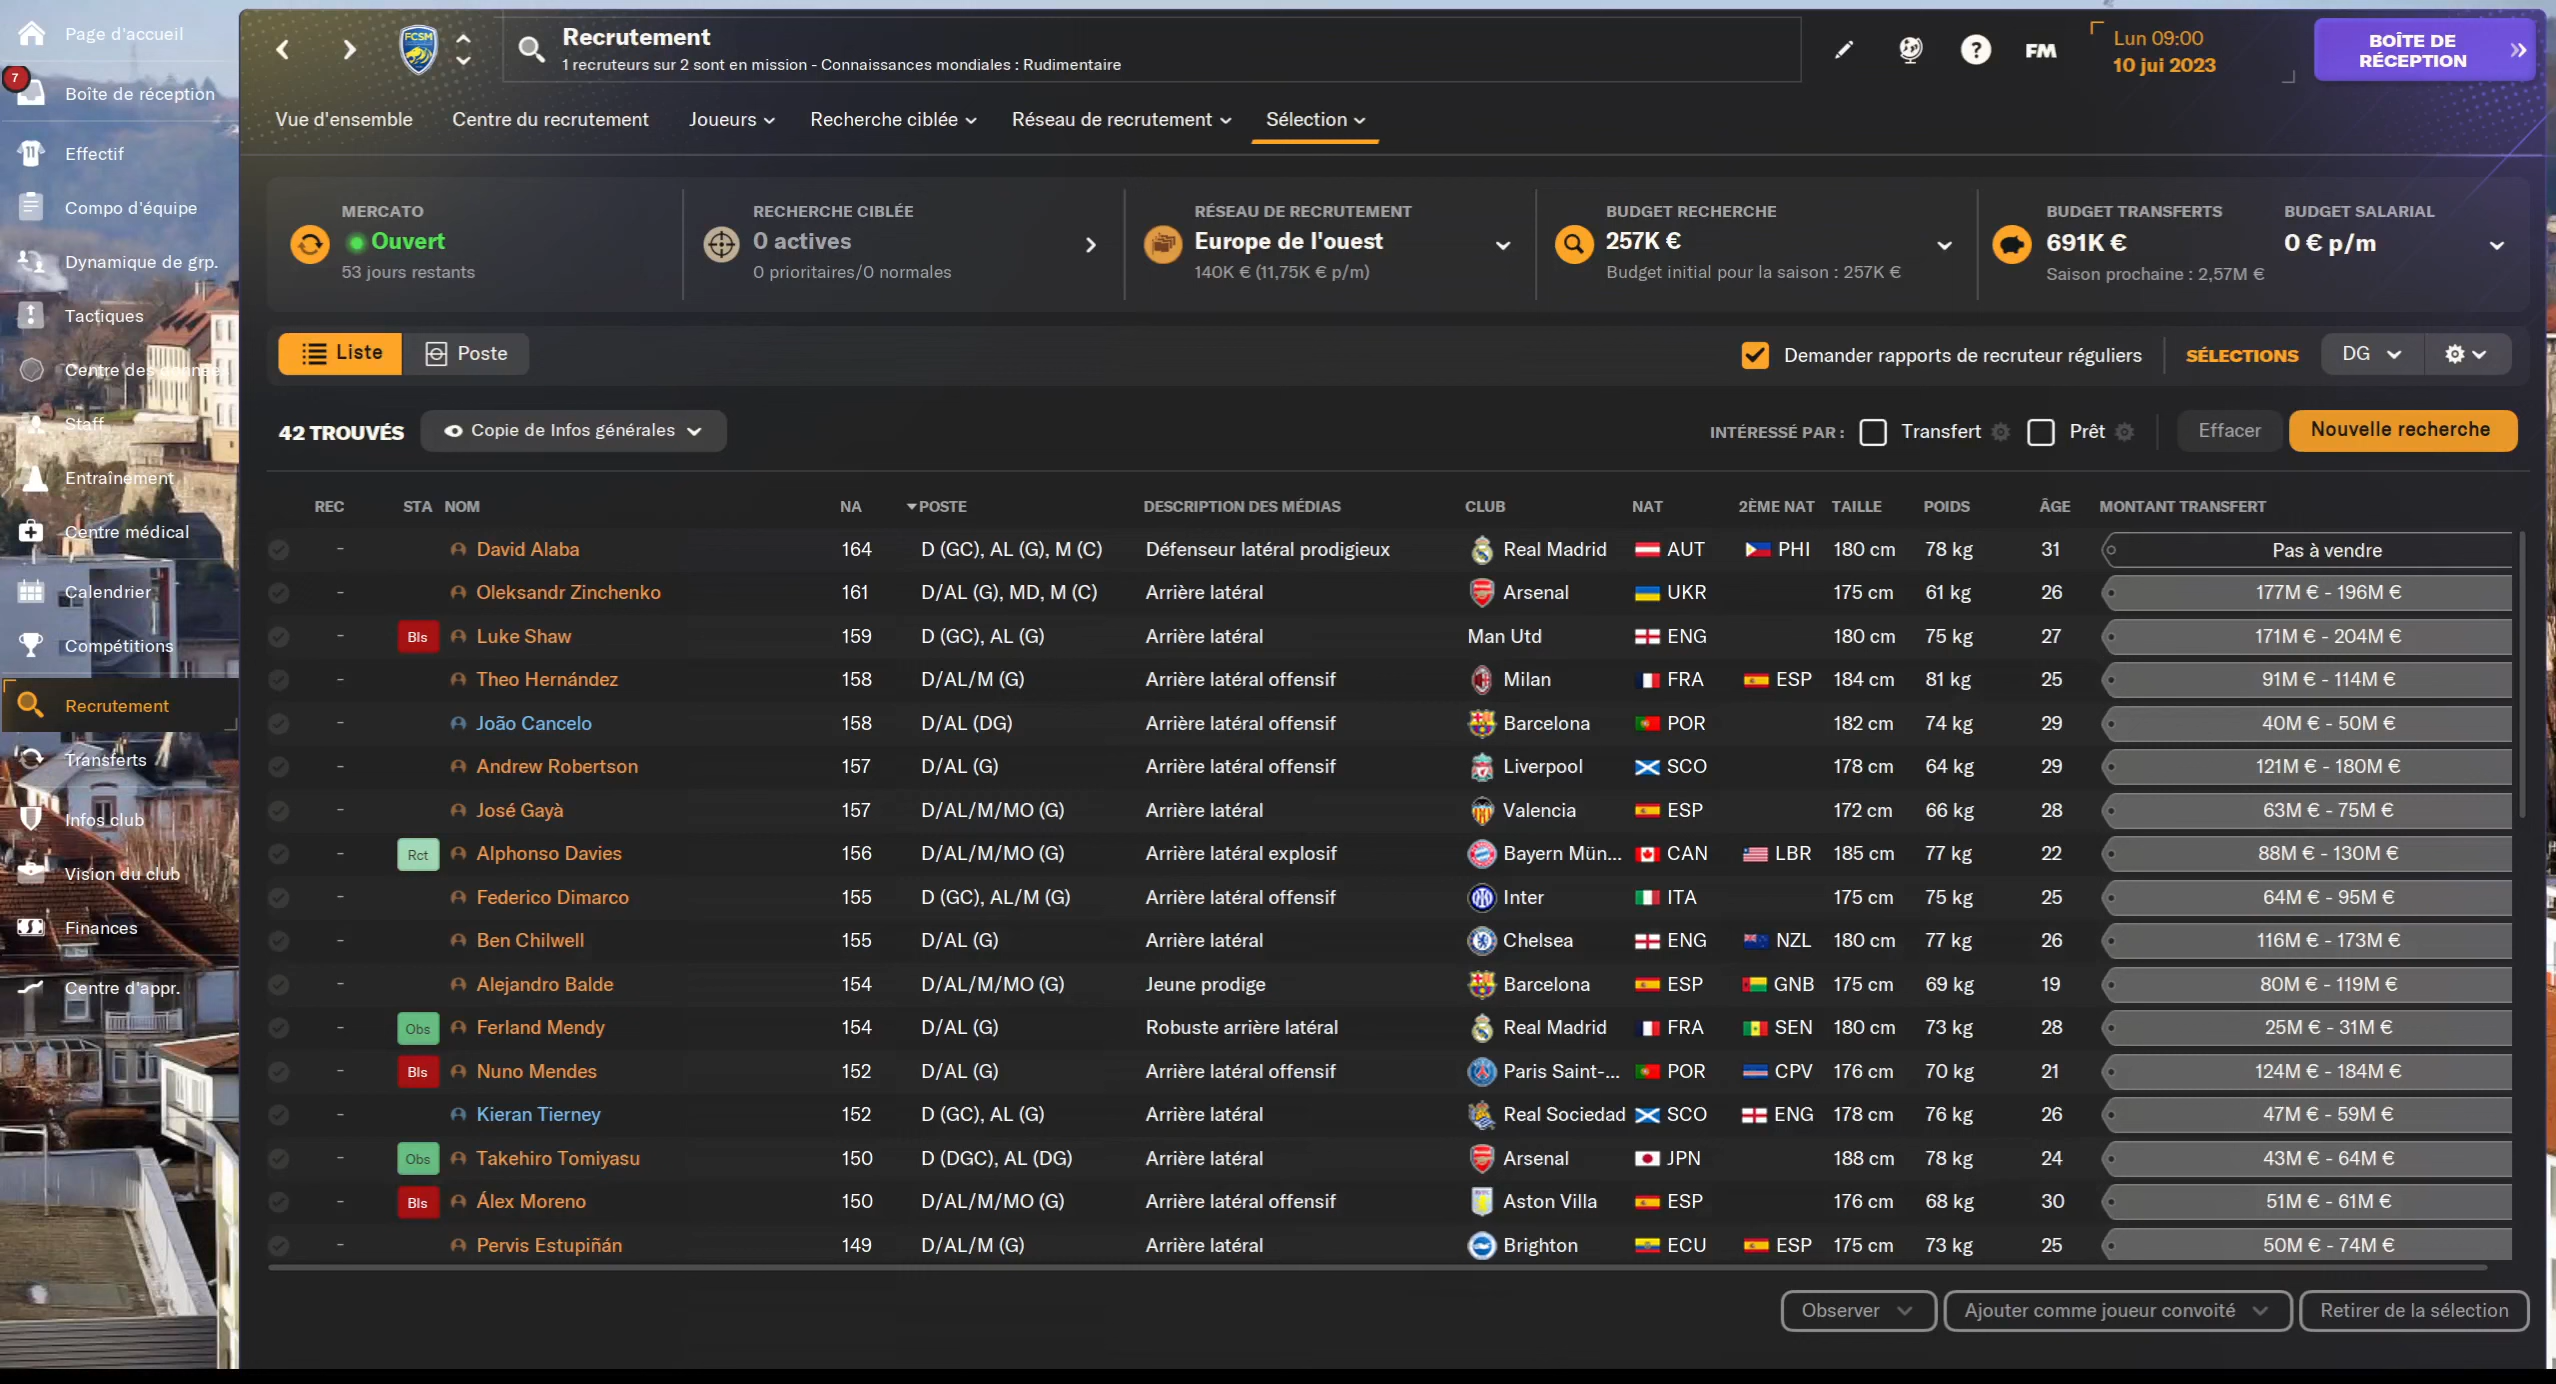 Page d'accueil
7
Boîte de réception
Effectif
Compo d'équipe
Dynamique de grp.
Tactiques
Centre des données
Staff
Entraînement
Centre médical
Calendrier
Compétitions
Recrutement
Transferts
Infos club
Vision du club
Finances
Centre d'appr.
FCSM
Recrutement
1 recruteurs sur 2 sont en mission - Connaissances mondiales : Rudimentaire
?
FM
Lun 09:00
10 jui 2023
BOÎTE DE
RÉCEPTION
Vue d'ensemble Centre du recrutement Joueurs Recherche ciblée Réseau de recrutement Sélection
MERCATO
Ouvert
53 jours restants
RECHERCHE CIBLÉE
0 actives
0 prioritaires/0 normales
RÉSEAU DE RECRUTEMENT
Europe de l'ouest
140K € (11,75K € p/m)
BUDGET RECHERCHE
257K €
Budget initial pour la saison : 257K €
BUDGET TRANSFERTS
691K €
Saison prochaine : 2,57M €
BUDGET SALARIAL
0 € p/m
Liste Poste Demander rapports de recruteur réguliers SÉLECTIONS DG
42 TROUVÉS Copie de Infos générales INTÉRESSÉ PAR : Transfert Prêt Effacer Nouvelle recherche
REC STA NOM NA POSTE DESCRIPTION DES MÉDIAS CLUB NAT 2ÈME NAT TAILLE POIDS ÂGE MONTANT TRANSFERT
- David Alaba 164 D (GC), AL (G), M (C) Défenseur latéral prodigieux Real Madrid AUT PHI 180 cm 78 kg 31 Pas à vendre
- Oleksandr Zinchenko 161 D/AL (G), MD, M (C) Arrière latéral Arsenal UKR 175 cm 61 kg 26 177M € - 196M €
- Bls Luke Shaw 159 D (GC), AL (G) Arrière latéral Man Utd ENG 180 cm 75 kg 27 171M € - 204M €
- Theo Hernández 158 D/AL/M (G) Arrière latéral offensif Milan FRA ESP 184 cm 81 kg 25 91M € - 114M €
- João Cancelo 158 D/AL (DG) Arrière latéral offensif Barcelona POR 182 cm 74 kg 29 40M € - 50M €
- Andrew Robertson 157 D/AL (G) Arrière latéral offensif Liverpool SCO 178 cm 64 kg 29 121M € - 180M €
- José Gayà 157 D/AL/M/MO (G) Arrière latéral Valencia ESP 172 cm 66 kg 28 63M € - 75M €
- Rct Alphonso Davies 156 D/AL/M/MO (G) Arrière latéral explosif Bayern Mün... CAN LBR 185 cm 77 kg 22 88M € - 130M €
- Federico Dimarco 155 D (GC), AL/M (G) Arrière latéral offensif Inter ITA 175 cm 75 kg 25 64M € - 95M €
- Ben Chilwell 155 D/AL (G) Arrière latéral Chelsea ENG NZL 180 cm 77 kg 26 116M € - 173M €
- Alejandro Balde 154 D/AL/M/MO (G) Jeune prodige Barcelona ESP GNB 175 cm 69 kg 19 80M € - 119M €
- Obs Ferland Mendy 154 D/AL (G) Robuste arrière latéral Real Madrid FRA SEN 180 cm 73 kg 28 25M € - 31M €
- Bls Nuno Mendes 152 D/AL (G) Arrière latéral offensif Paris Saint-... POR CPV 176 cm 70 kg 21 124M € - 184M €
- Kieran Tierney 152 D (GC), AL (G) Arrière latéral Real Sociedad SCO ENG 178 cm 76 kg 26 47M € - 59M €
- Obs Takehiro Tomiyasu 150 D (DGC), AL (DG) Arrière latéral Arsenal JPN 188 cm 78 kg 24 43M € - 64M €
- Bls Álex Moreno 150 D/AL/M/MO (G) Arrière latéral offensif Aston Villa ESP 176 cm 68 kg 30 51M € - 61M €
- Pervis Estupiñán 149 D/AL/M (G) Arrière latéral Brighton ECU ESP 175 cm 73 kg 25 50M € - 74M €
Observer Ajouter comme joueur convoité Retirer de la sélection